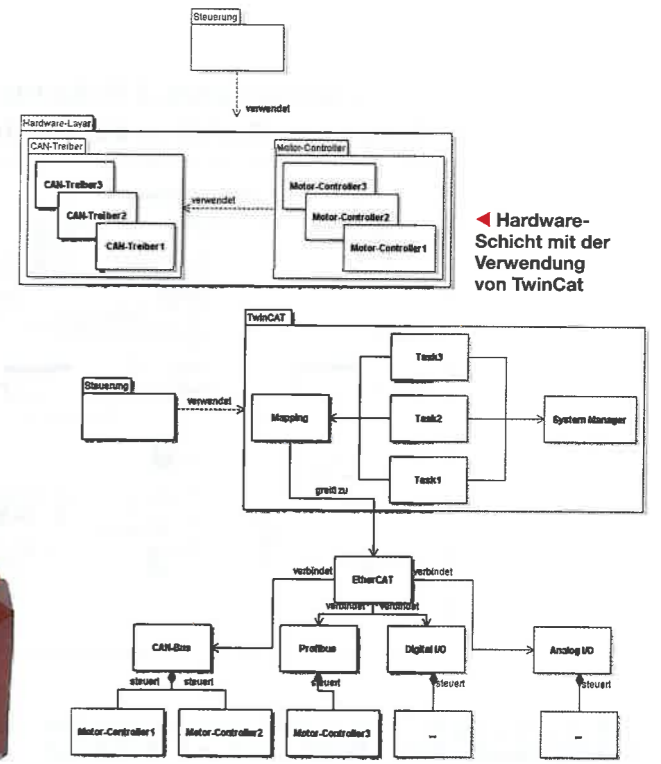 Steuerung
verwendet
Hardware-Layer
CAN-Treiber
CAN-Treiber3
CAN-Treiber2
CAN-Treiber1
verwendet
Motor-Controller
Motor-Controller3
Motor-Controller2
Motor-Controller1
◀ Hardware-
Schicht mit der
Verwendung
von TwinCat
TwinCAT
Steuerung
verwendet
Mapping
Task3
Task2
Task1
System Manager
greift zu
EtherCAT
verbindet
verbindet
verbindet
verbindet
CAN-Bus
Profibus
Digital I/O
Analog I/O
steuert
steuert
steuert
steuert
steuert
Motor-Controller1
Motor-Controller2
Motor-Controller3
...
...